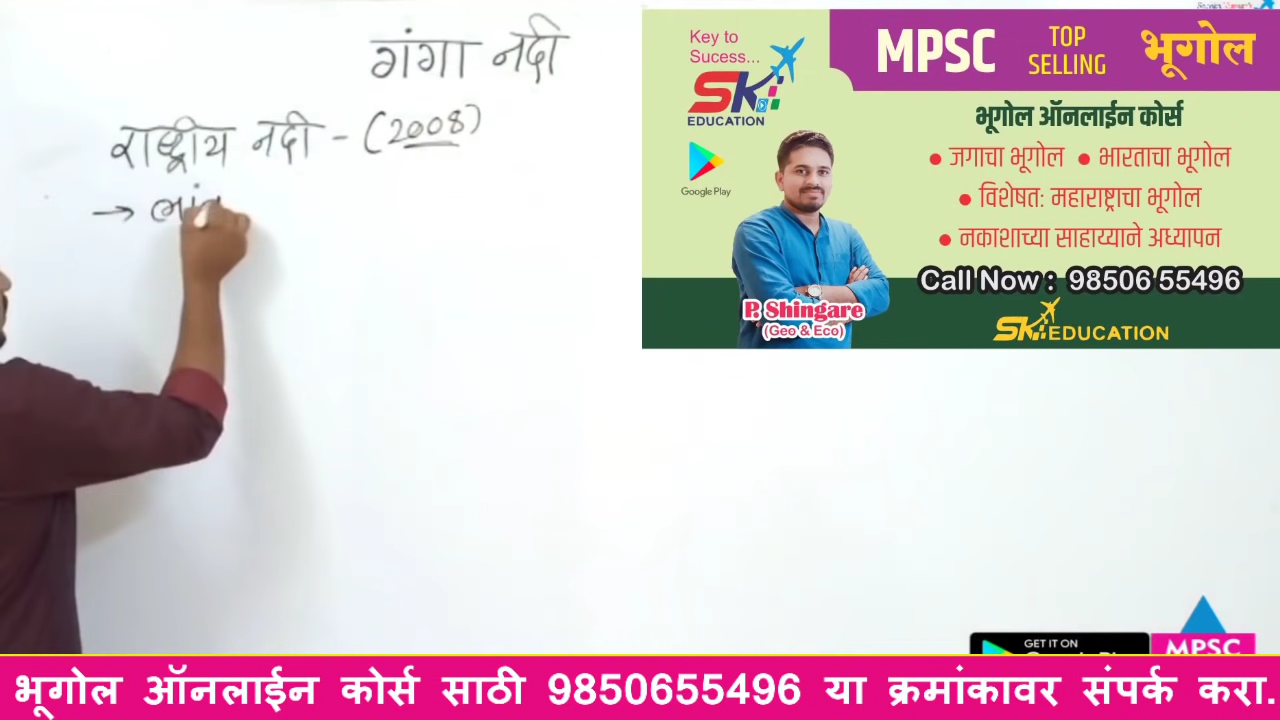 गंगा नदी
राष्ट्रीय नदी - (2008)
→ लांब
Key to
Sucess...
SK
EDUCATION
Google Play
MPSC TOP SELLING भूगोल
भूगोल ऑनलाईन कोर्स
• जगाचा भूगोल • भारताचा भूगोल
• विशेषतः महाराष्ट्राचा भूगोल
• नकाशाच्या साहाय्याने अध्यापन
Call Now : 98506 55496
P. Shingare
(Geo & Eco)
SK EDUCATION
GET IT ON
MPSC
भूगोल ऑनलाईन कोर्स साठी 9850655496 या क्रमांकावर संपर्क करा.